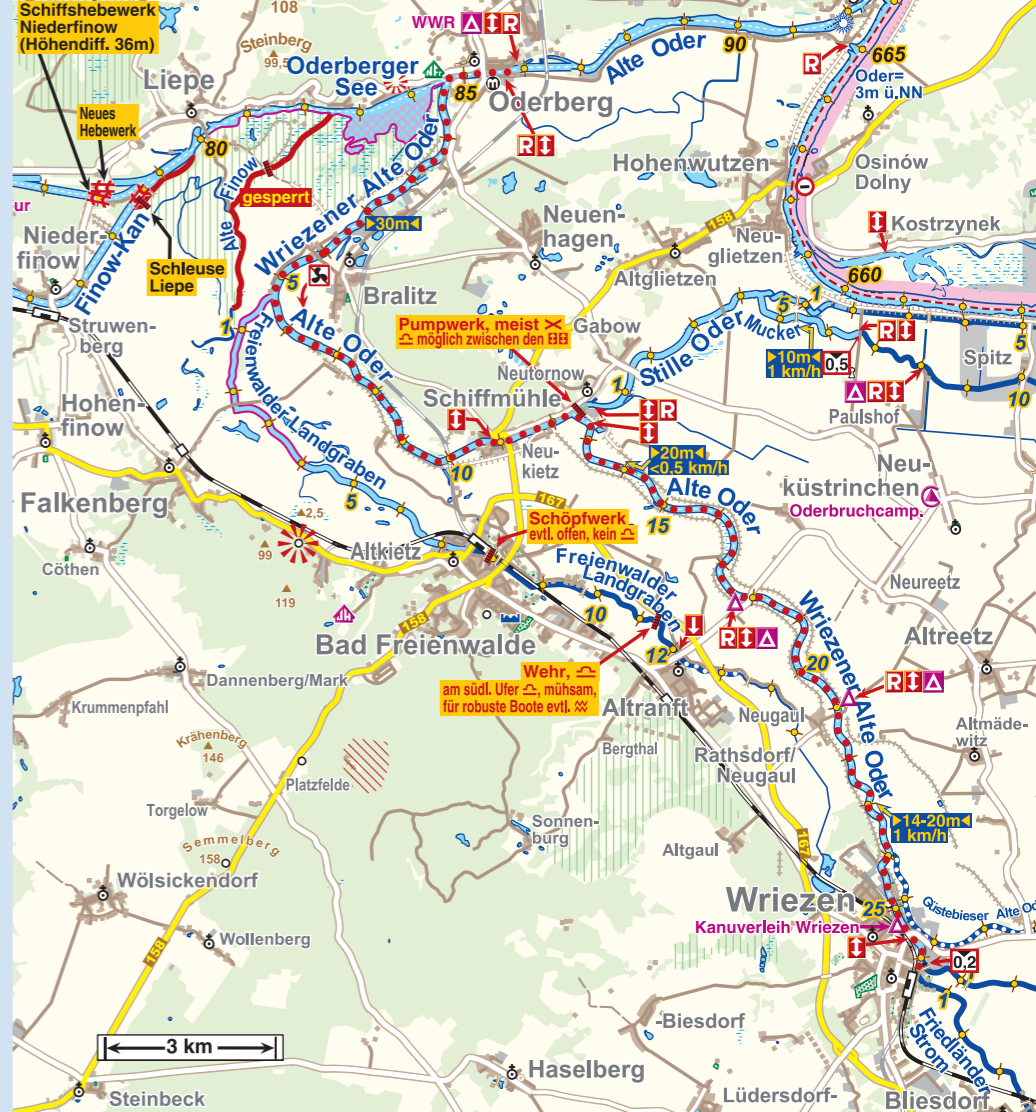 Schiffshebewerk
Niederfinow
(Höhendiff. 36m)
108
Steinberg
99,5
Liepe
Oderberger
See
WWR
R
85
Oderberg
Alte Oder
90
R
665
Oder=
3m ü.NN
Neues
Hebewerk
80
R
Hohenwutzen
Osinów
Dolny
Alte Finow
gesperrt
Wriezener Alte Oder
30m
Neuen-
hagen
158
Kostrzynek
ur
Nieder-
finow
Finow-Kan
Schleuse
Liepe
5
Bralitz
Altglietzen
Neu-
glietzen
660
Struwen-
berg
1
Alte Oder
Freienwalder-Landgraben
Pumpwerk, meist
möglich zwischen den
Gabow
Neutornow
Stille Oder
5
1
Mucker
R
10m
1 km/h
0,5
5
Spitz
10
Hohen-
finow
Schiffmühle
1
R
R
Paulshof
10
Neu-
kietz
20m
<0.5 km/h
Neu-
küstrinchen
Oderbruchcamp.
Falkenberg
5
2,5
99
Altkietz
167
Schöpfwerk
evtl. offen, kein
15
Alte Oder
Cöthen
119
JH
158
Freienwalder
Landgraben
10
Neureetz
Bad Freienwalde
12
R
Wriezener Alte Oder
Altreetz
Dannenberg/Mark
Wehr,
am südl. Ufer , mühsam,
für robuste Boote evtl.
20
R
Krummenpfahl
Altranft
Neugaul
Altmäde-
witz
Krähenberg
146
Platzfelde
Bergthal
Rathsdorf/
Neugaul
Torgelow
Sonnen-
burg
14-20m
1 km/h
Semmelberg
158
Altgaul
167
Wölsickendorf
Wriezen
25
Güstebieser Alte Od
Kanuverleih Wriezen
Wollenberg
158
0,2
1
1
3 km
Biesdorf
Friedländer
Strom
Haselberg
Steinbeck
Lüdersdorf-
Bliesdorf